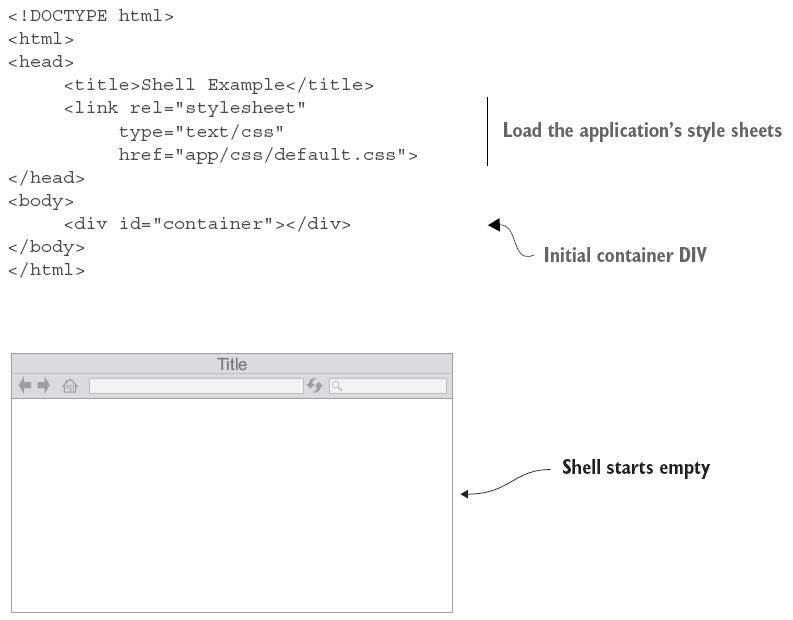 <!DOCTYPE html>
<html>
<head>
<title>Shell Example</title>
<link rel="stylesheet"
type="text/css"
href="app/css/default.css">
Load the application's style sheets
</head>
<body>
<div id="container"></div>
Initial container DIV
</body>
</html>
Title
Shell starts empty